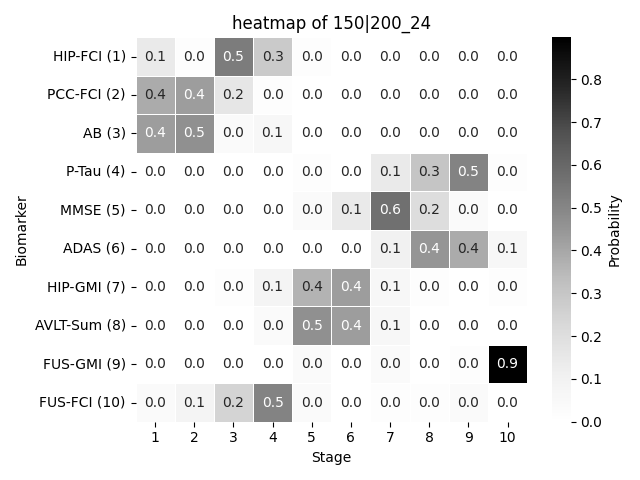 heatmap of 150|200_24
HIP-FCI (1) 0.1 0.0 0.5 0.3 0.0 0.0 0.0 0.0 0.0 0.0
PCC-FCI (2) 0.4 0.4 0.2 0.0 0.0 0.0 0.0 0.0 0.0 0.0
AB (3) 0.4 0.5 0.0 0.1 0.0 0.0 0.0 0.0 0.0 0.0
P-Tau (4) 0.0 0.0 0.0 0.0 0.0 0.0 0.1 0.3 0.5 0.0
MMSE (5) 0.0 0.0 0.0 0.0 0.0 0.1 0.6 0.2 0.0 0.0
ADAS (6) 0.0 0.0 0.0 0.0 0.0 0.0 0.1 0.4 0.4 0.1
HIP-GMI (7) 0.0 0.0 0.0 0.1 0.4 0.4 0.1 0.0 0.0 0.0
AVLT-Sum (8) 0.0 0.0 0.0 0.0 0.5 0.4 0.1 0.0 0.0 0.0
FUS-GMI (9) 0.0 0.0 0.0 0.0 0.0 0.0 0.0 0.0 0.0 0.9
FUS-FCI (10) 0.0 0.1 0.2 0.5 0.0 0.0 0.0 0.0 0.0 0.0
1 2 3 4 5 6 7 8 9 10
Stage
Biomarker
0.8
0.7
0.6
0.5
0.4
0.3
0.2
0.1
0.0
Probability